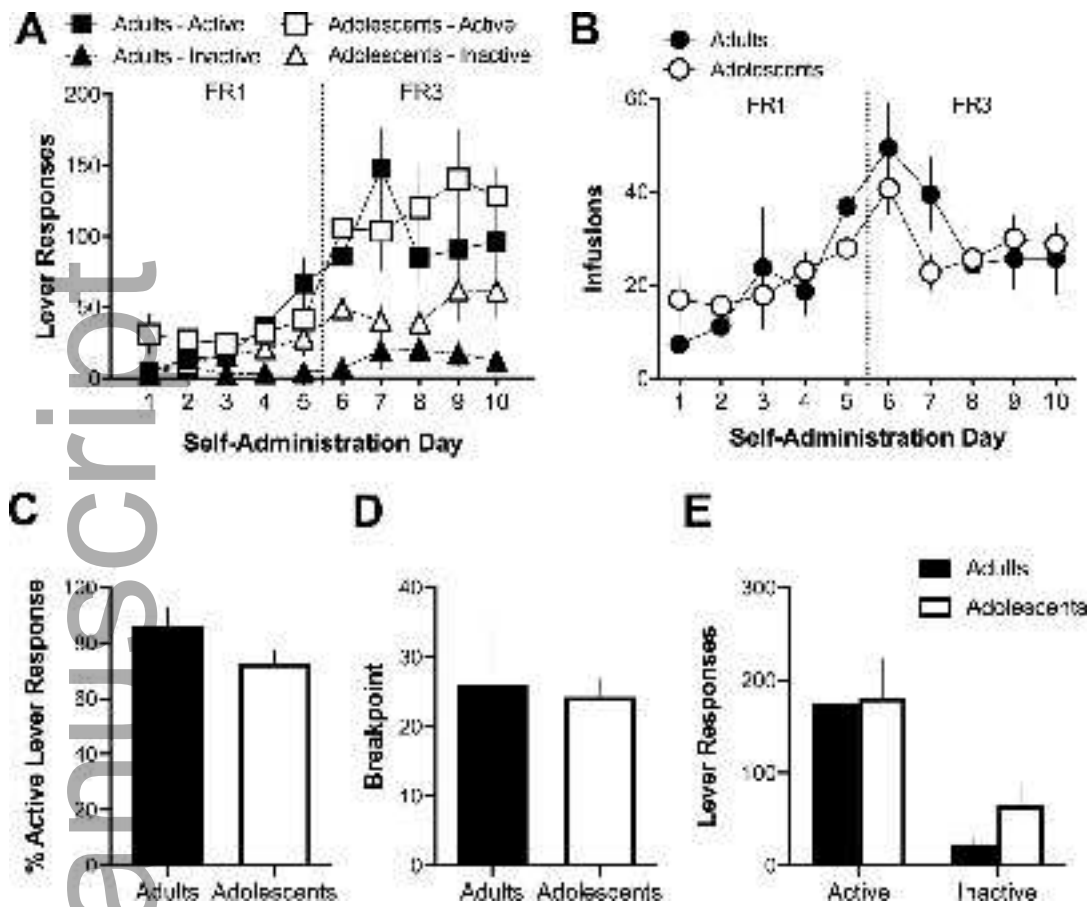 A
Adults - Active
Adolescents - Active
Adults - Inactive
Adolescents - Inactive
FR1
FR3
200
150
100
50
0
Lever Responses
1 2 3 4 5 6 7 8 9 10
Self-Administration Day
B
Adults
Adolescents
FR1
FR3
60
40
20
0
Infusions
1 2 3 4 5 6 7 8 9 10
Self-Administration Day
anuscript
C
% Active Lever Response
40
20
0
Adults Adolescents
D
40
30
20
10
0
Breakpoint
Adults Adolescents
E
Adults
Adolescents
300
200
100
0
Lever Responses
Active Inactive